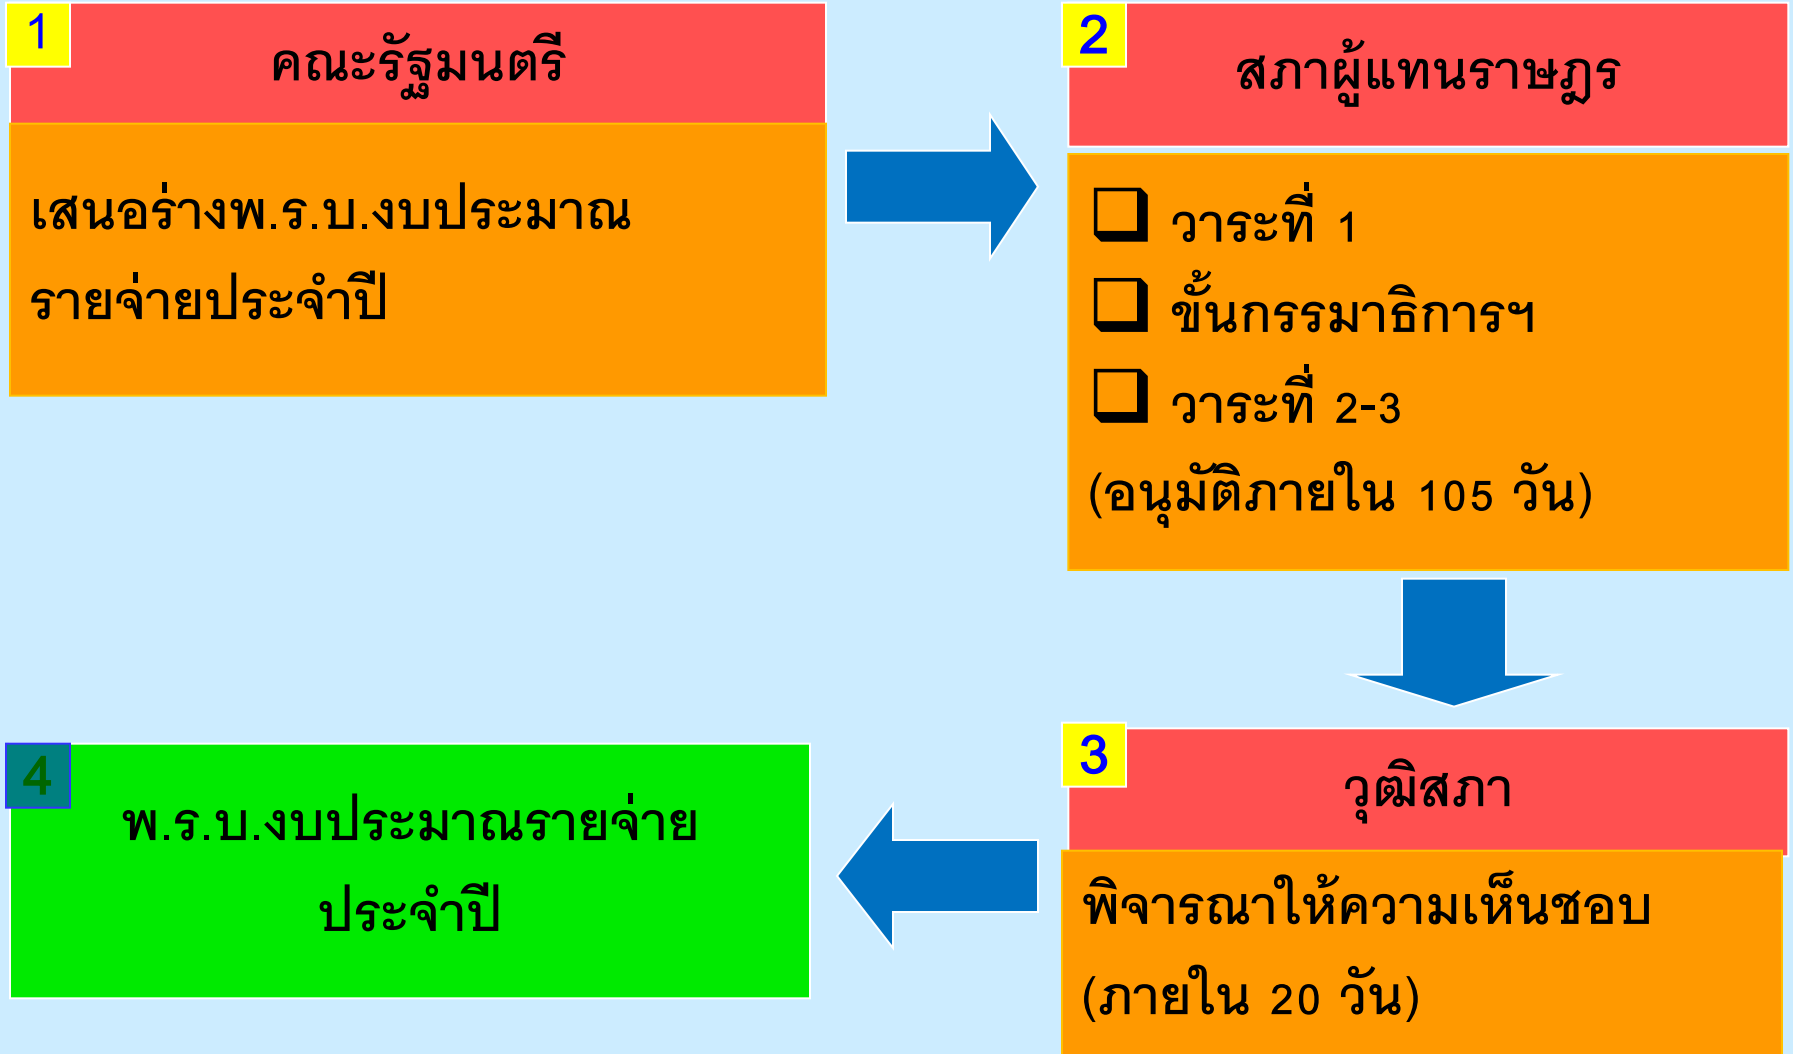 1
คณะรัฐมนตรี
เสนอร่างพ.ร.บ.งบประมาณ
รายจ่ายประจำปี
2
สภาผู้แทนราษฎร
วาระที่ 1
ขั้นกรรมาธิการฯ
วาระที่ 2-3
(อนุมัติภายใน 105 วัน)
3
วุฒิสภา
พิจารณาให้ความเห็นชอบ
(ภายใน 20 วัน)
4
พ.ร.บ.งบประมาณรายจ่าย
ประจำปี